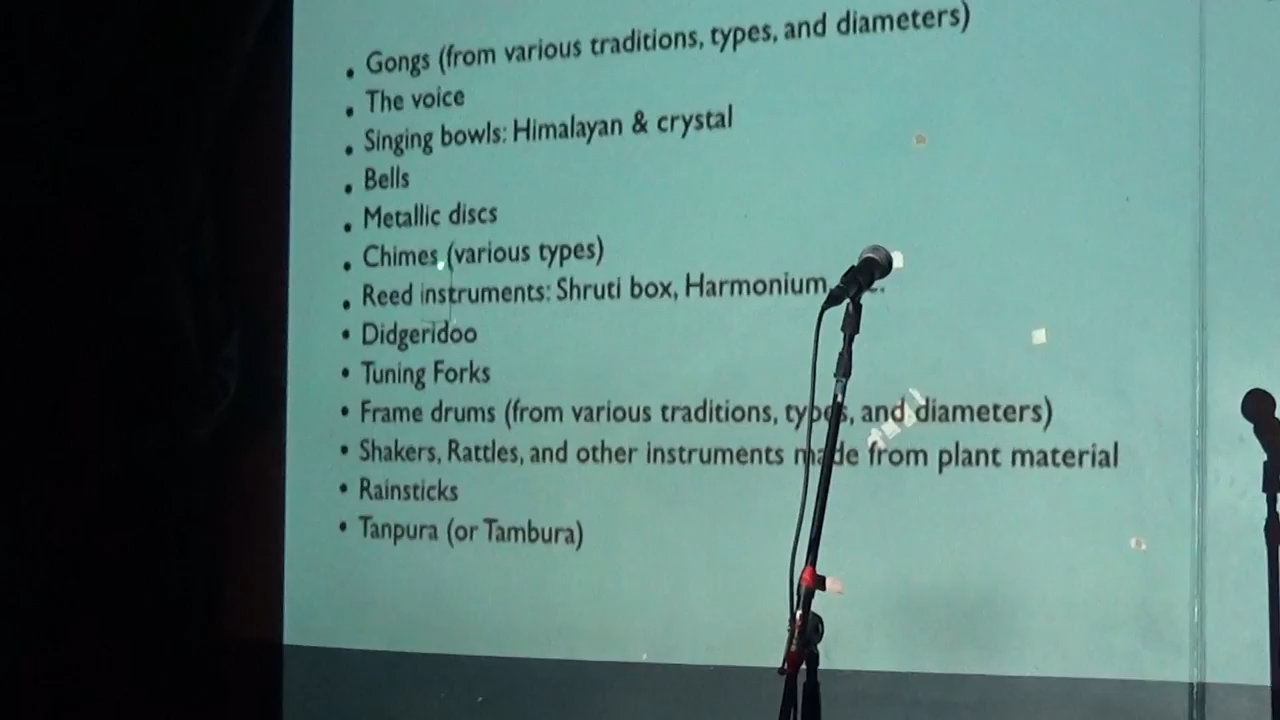 • Gongs (from various traditions, types, and diameters)
• The voice
• Singing bowls: Himalayan & crystal
• Bells
• Metallic discs
• Chimes (various types)
• Reed instruments: Shruti box, Harmonium,
• Didgeridoo
• Tuning Forks
• Frame drums (from various traditions, types, and diameters)
• Shakers, Rattles, and other instruments made from plant material
• Rainsticks
• Tanpura (or Tambura)